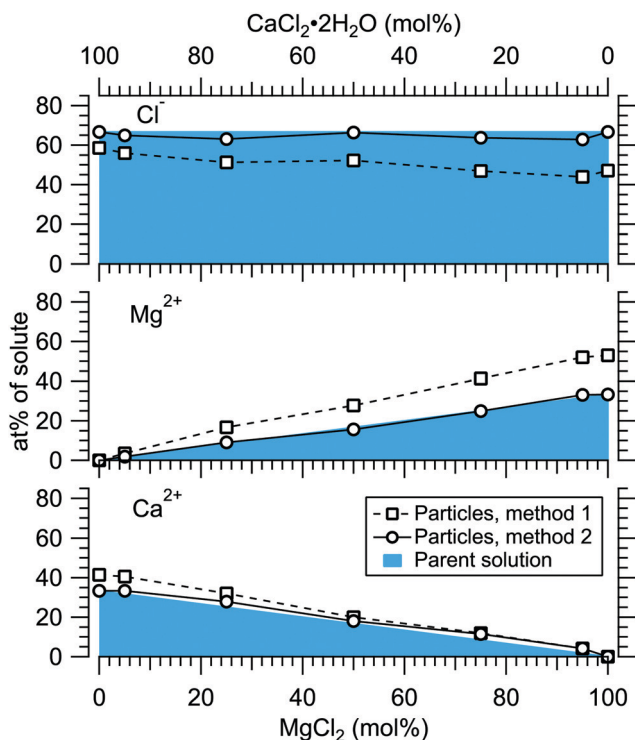 CaCl₂•2H₂O (mol%)
100 80 60 40 20 0
80
60
40
20
0
Cl⁻
at% of solute
80
60
40
20
0
Mg²⁺
80
60
40
20
0
Ca²⁺
Particles, method 1
Particles, method 2
Parent solution
0 20 40 60 80 100
MgCl₂ (mol%)